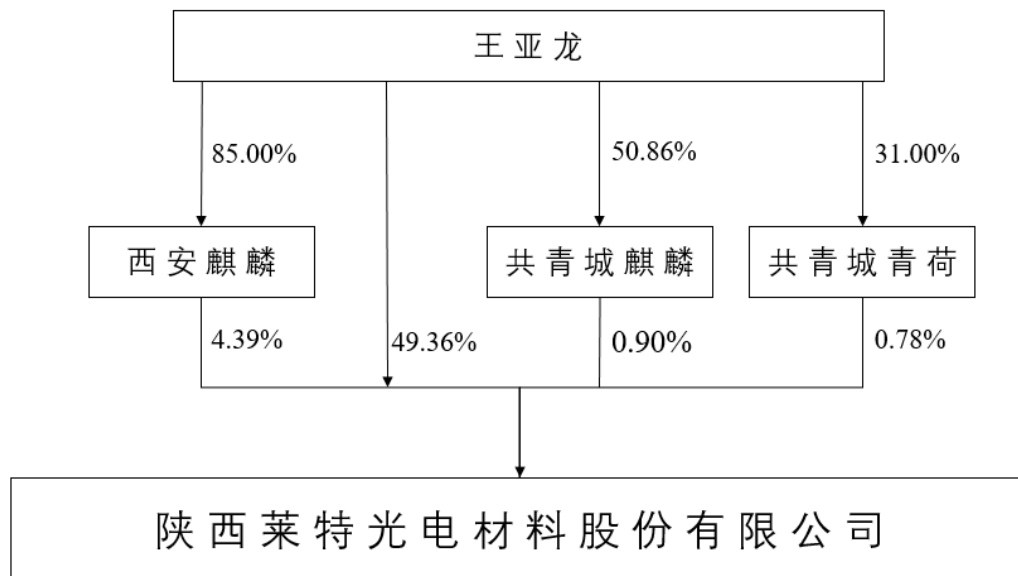 王亚龙
85.00%
50.86%
31.00%
西安麒麟
共青城麒麟
共青城青荷
4.39%
49.36%
0.90%
0.78%
陕西莱特光电材料股份有限公司